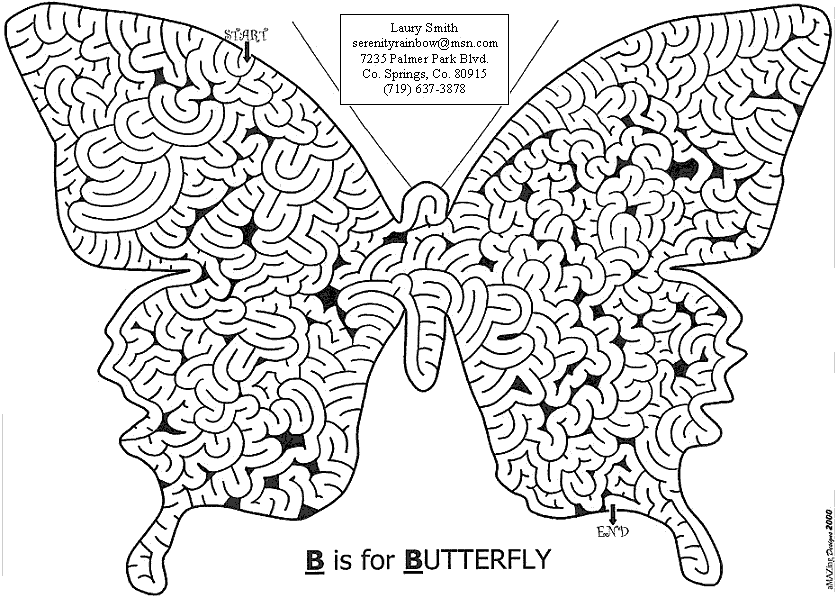 START
Laury Smith
serenityrainbow@msn.com
7235 Palmer Park Blvd.
Co. Springs, Co. 80915
(719) 637-3878
END
B is for BUTTERFLY
aMAZing Designs 2000